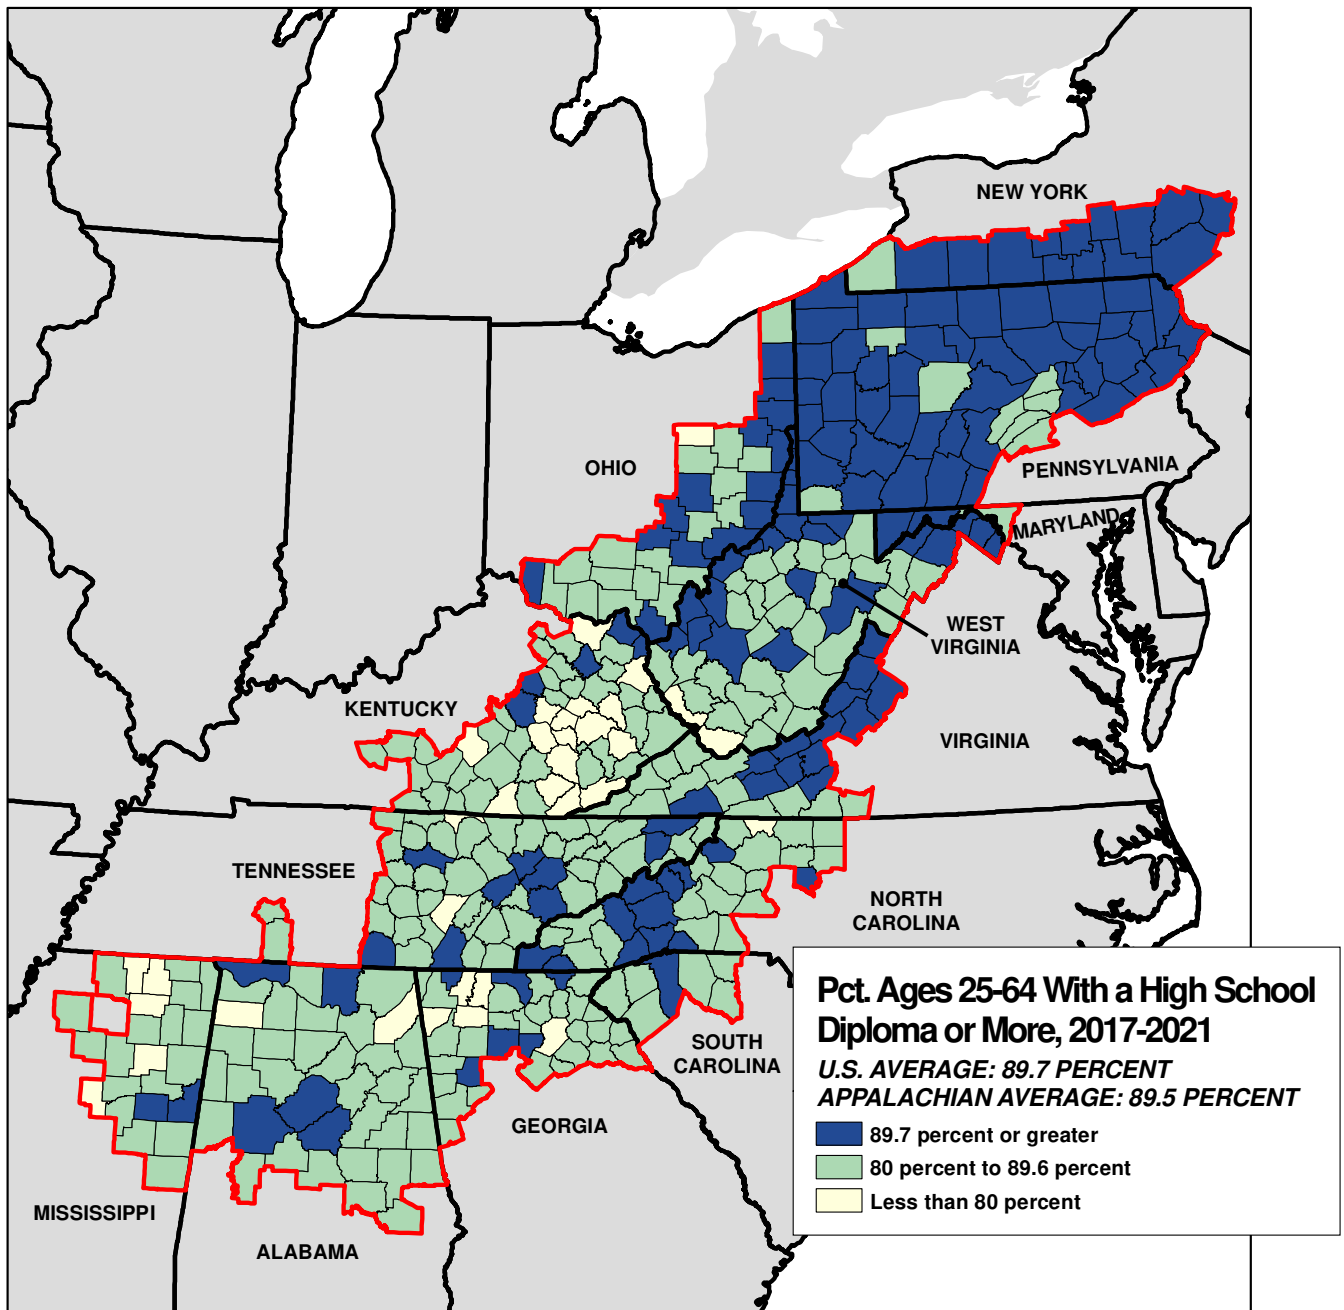 NEW YORK
OHIO
PENNSYLVANIA
MARYLAND
WEST
VIRGINIA
KENTUCKY
VIRGINIA
TENNESSEE
NORTH
CAROLINA
SOUTH
CAROLINA
GEORGIA
MISSISSIPPI
ALABAMA
Pct. Ages 25-64 With a High School
Diploma or More, 2017-2021
U.S. AVERAGE: 89.7 PERCENT
APPALACHIAN AVERAGE: 89.5 PERCENT
89.7 percent or greater
80 percent to 89.6 percent
Less than 80 percent